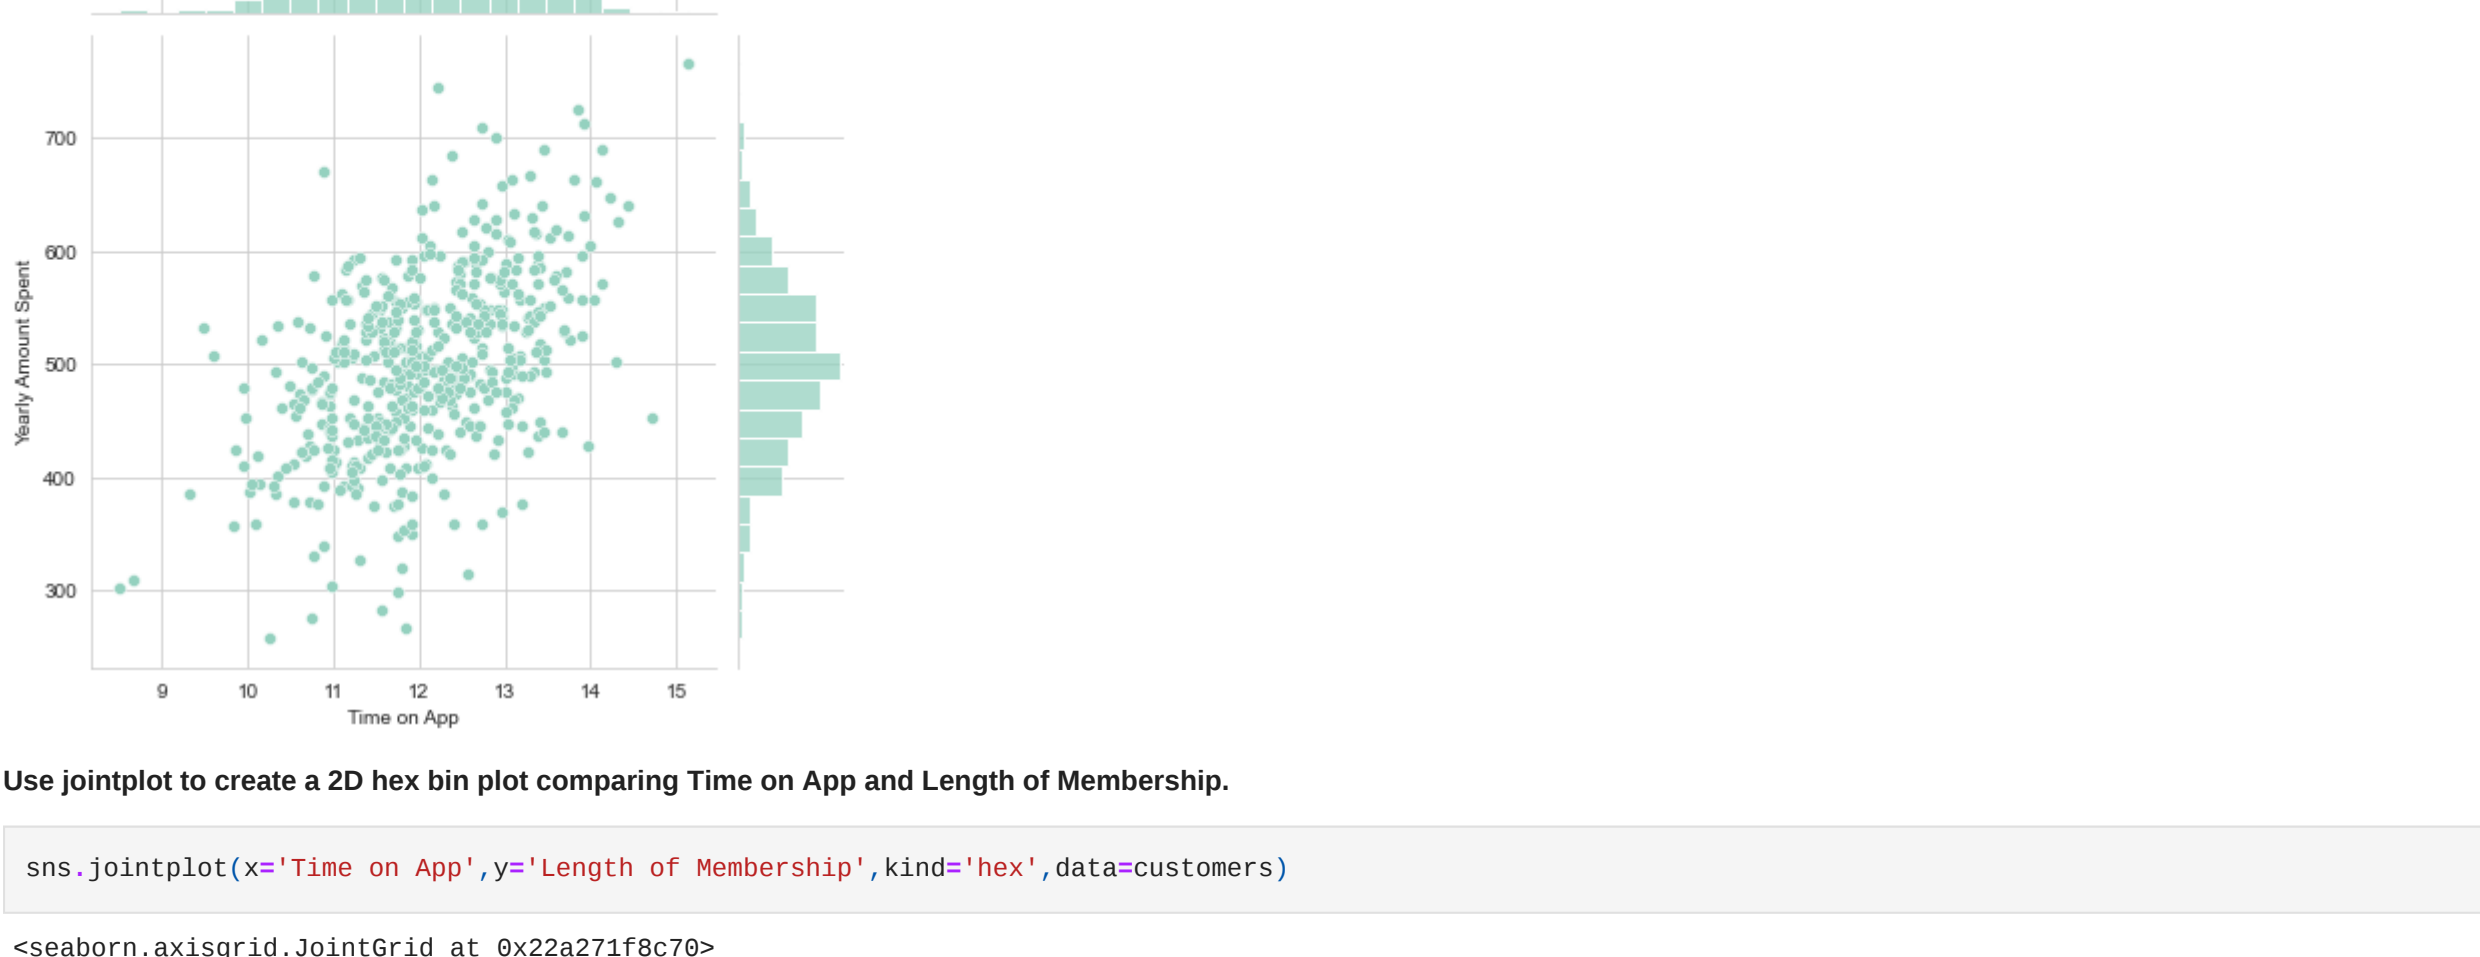 700
600
500
400
300
Yearly Amount Spent
9 10 11 12 13 14 15
Time on App
Use jointplot to create a 2D hex bin plot comparing Time on App and Length of Membership.
sns.jointplot(x='Time on App',y='Length of Membership',kind='hex',data=customers)
<seaborn.axisgrid.JointGrid at 0x22a271f8c70>